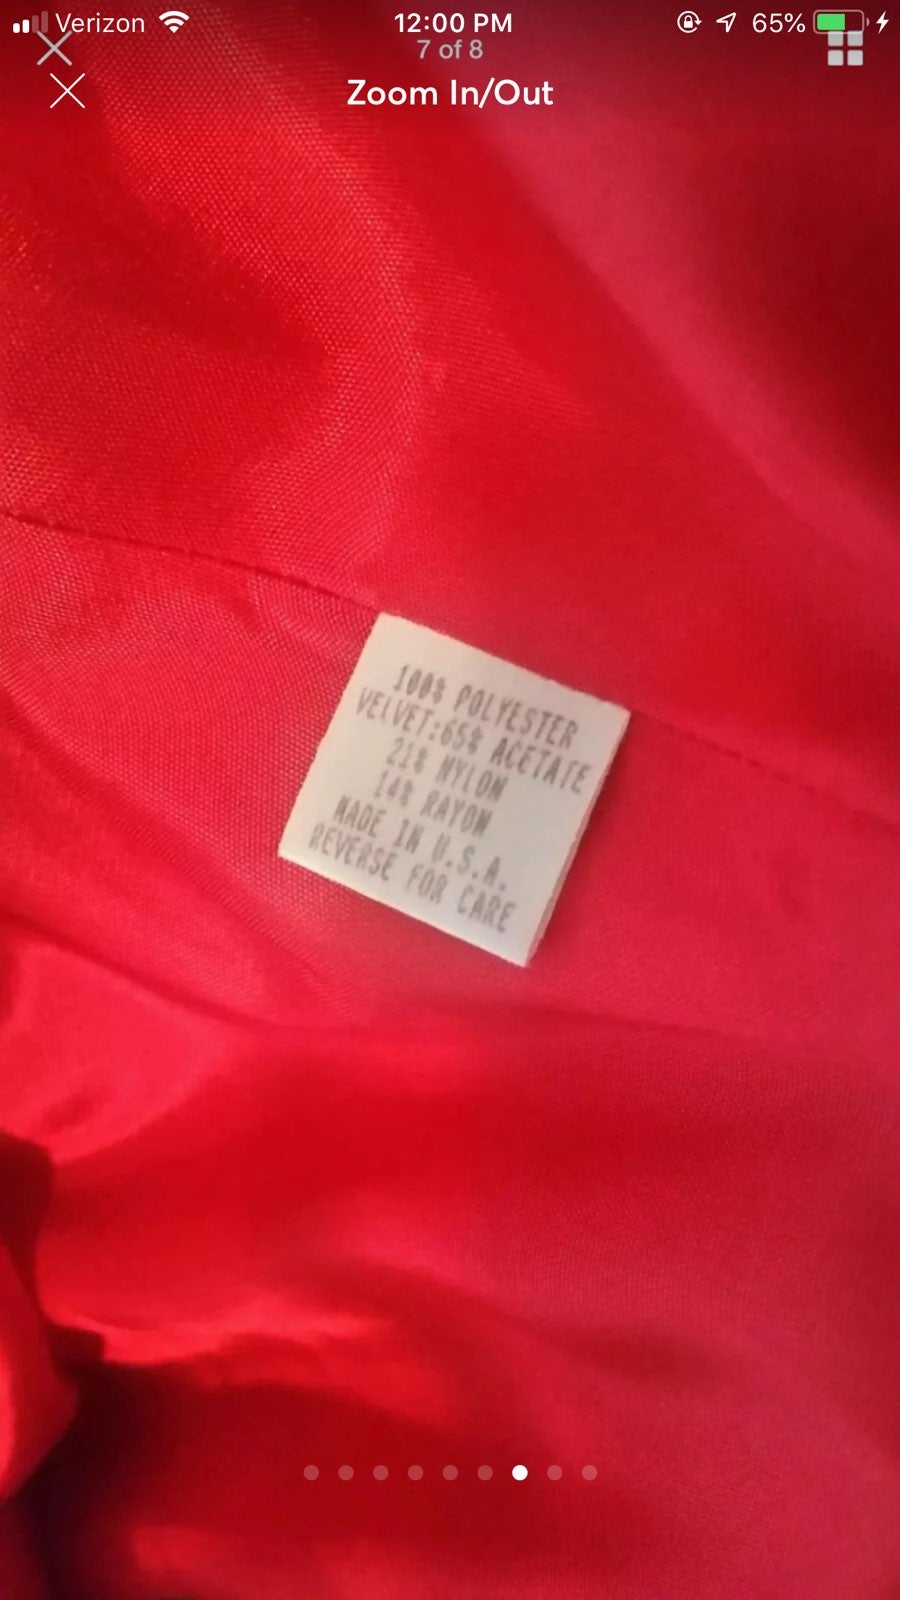 Verizon 12:00 PM 65%
7 of 8
Zoom In/Out
100% POLYESTER
VELVET:65% ACETATE
21% NYLON
14% RAYON
MADE IN U.S.A.
REVERSE FOR CARE